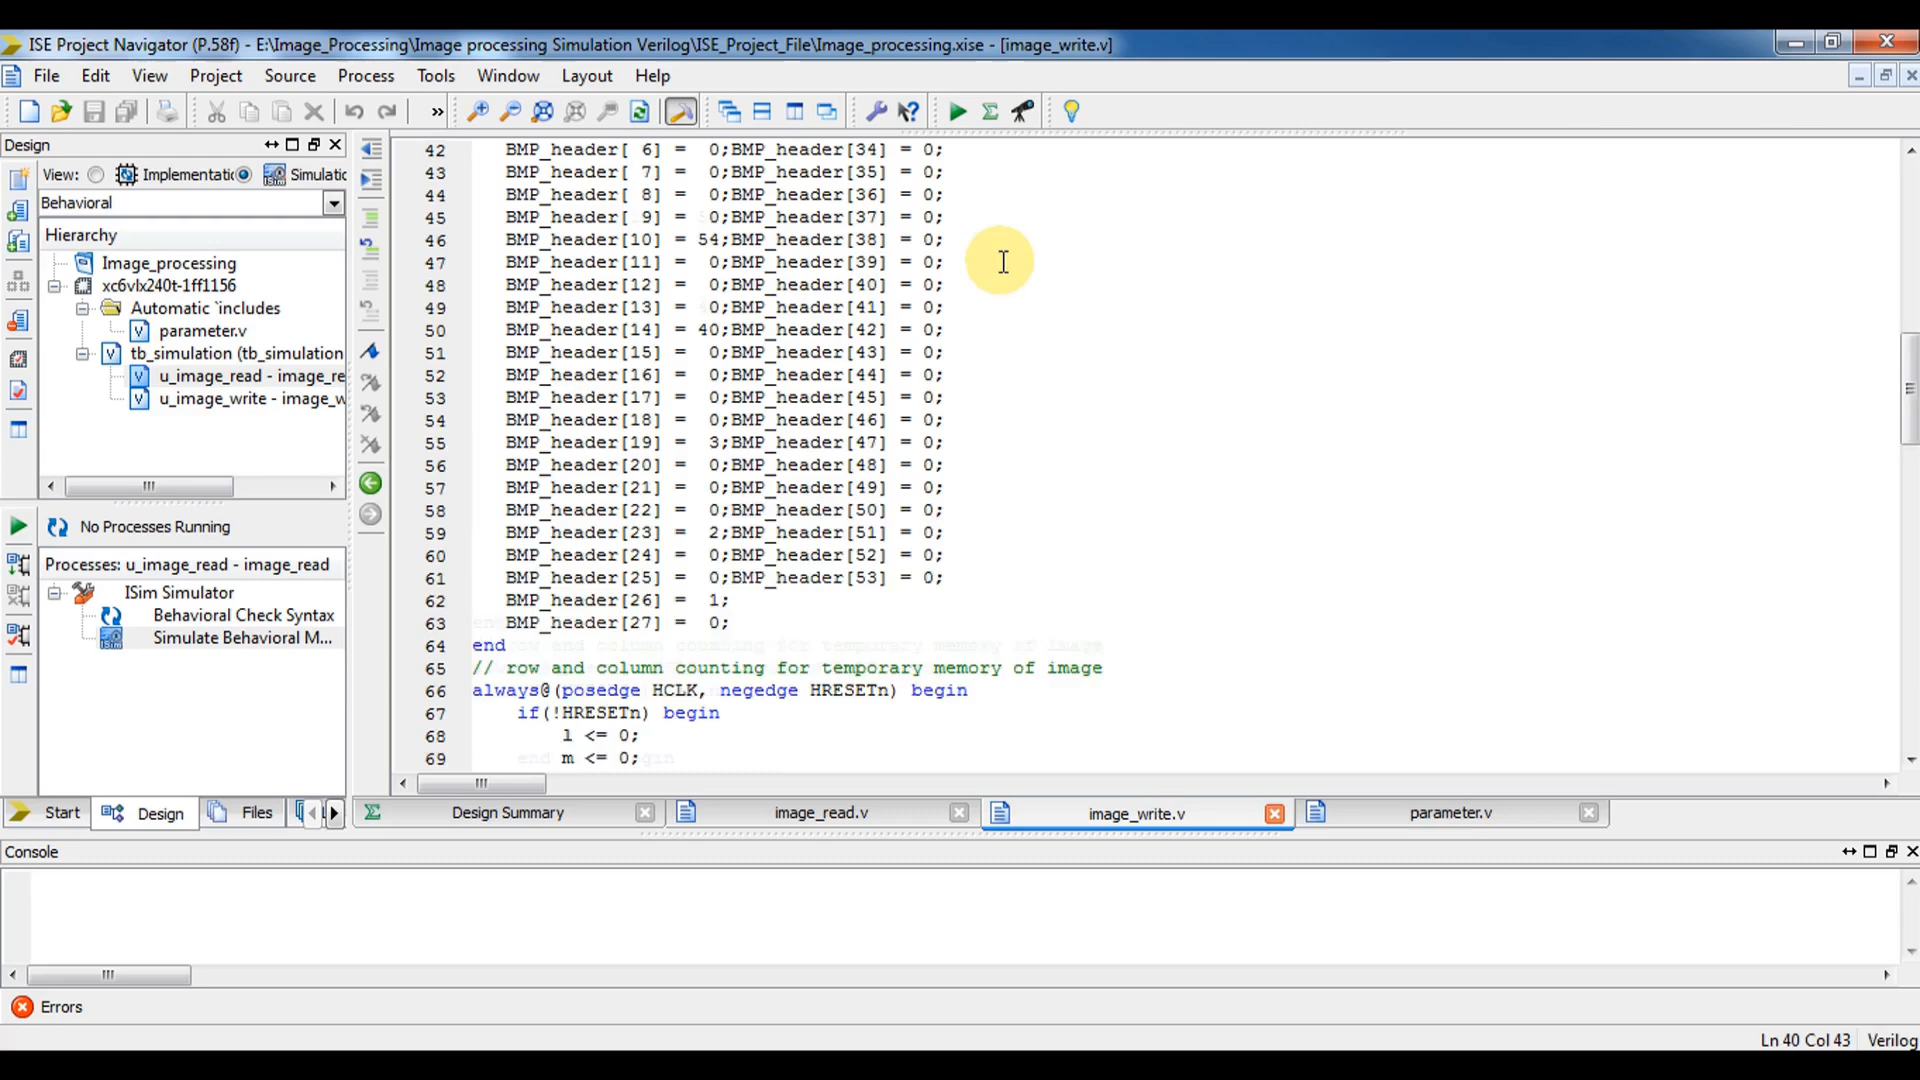 ISE Project Navigator (P.58f) - E:\Image_Processing\Image processing Simulation Verilog\ISE_Project_File\Image_processing.xise - [image_write.v]
File Edit View Project Source Process Tools Window Layout Help
»
Design
View: Implementatic Simulatic
Behavioral
Hierarchy
Image_processing
xc6vlx240t-1ff1156
Automatic `includes
parameter.v
tb_simulation (tb_simulation
u_image_read - image_re
u_image_write - image_w
No Processes Running
Processes: u_image_read - image_read
ISim Simulator
Behavioral Check Syntax
Simulate Behavioral M...
Start Design Files
42 BMP_header[ 6] = 0;BMP_header[34] = 0;
43 BMP_header[ 7] = 0;BMP_header[35] = 0;
44 BMP_header[ 8] = 0;BMP_header[36] = 0;
45 BMP_header[ 9] = 0;BMP_header[37] = 0;
46 BMP_header[10] = 54;BMP_header[38] = 0;
47 BMP_header[11] = 0;BMP_header[39] = 0;
48 BMP_header[12] = 0;BMP_header[40] = 0;
49 BMP_header[13] = 0;BMP_header[41] = 0;
50 BMP_header[14] = 40;BMP_header[42] = 0;
51 BMP_header[15] = 0;BMP_header[43] = 0;
52 BMP_header[16] = 0;BMP_header[44] = 0;
53 BMP_header[17] = 0;BMP_header[45] = 0;
54 BMP_header[18] = 0;BMP_header[46] = 0;
55 BMP_header[19] = 3;BMP_header[47] = 0;
56 BMP_header[20] = 0;BMP_header[48] = 0;
57 BMP_header[21] = 0;BMP_header[49] = 0;
58 BMP_header[22] = 0;BMP_header[50] = 0;
59 BMP_header[23] = 2;BMP_header[51] = 0;
60 BMP_header[24] = 0;BMP_header[52] = 0;
61 BMP_header[25] = 0;BMP_header[53] = 0;
62 BMP_header[26] = 1;
63 BMP_header[27] = 0;
64 end
65 // row and column counting for temporary memory of image
66 always@(posedge HCLK, negedge HRESETn) begin
67 if(!HRESETn) begin
68 l <= 0;
69 m <= 0;
Design Summary image_read.v image_write.v parameter.v
Console
Errors
Ln 40 Col 43 Verilog